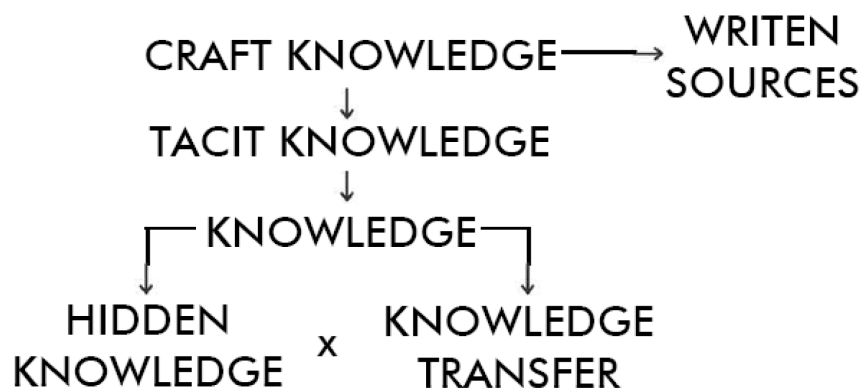 CRAFT KNOWLEDGE
WRITEN
SOURCES
TACIT KNOWLEDGE
KNOWLEDGE
HIDDEN
KNOWLEDGE
x
KNOWLEDGE
TRANSFER